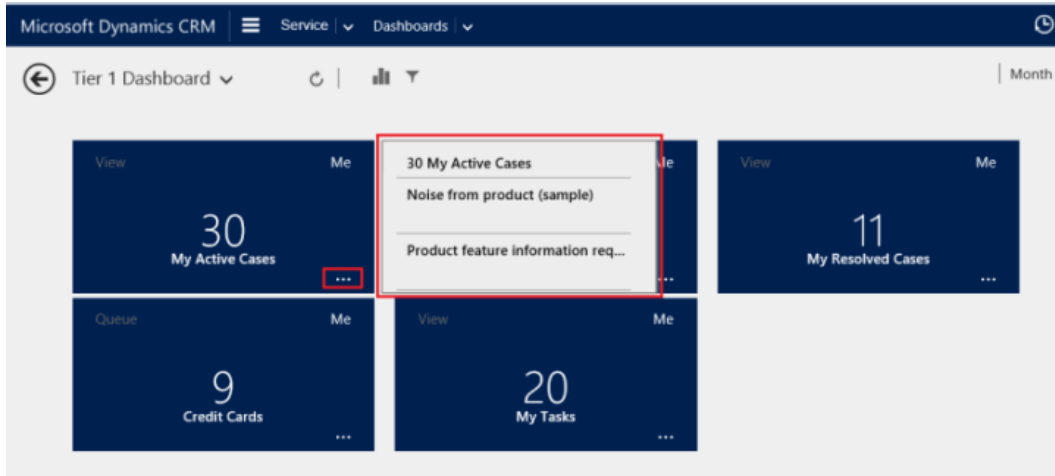 Microsoft Dynamics CRM Service Dashboards
Tier 1 Dashboard Month
View Me
30
My Active Cases
...
30 My Active Cases
Noise from product (sample)
Product feature information req...
...
View Me
11
My Resolved Cases
...
Queue Me
9
Credit Cards
...
View Me
20
My Tasks
...